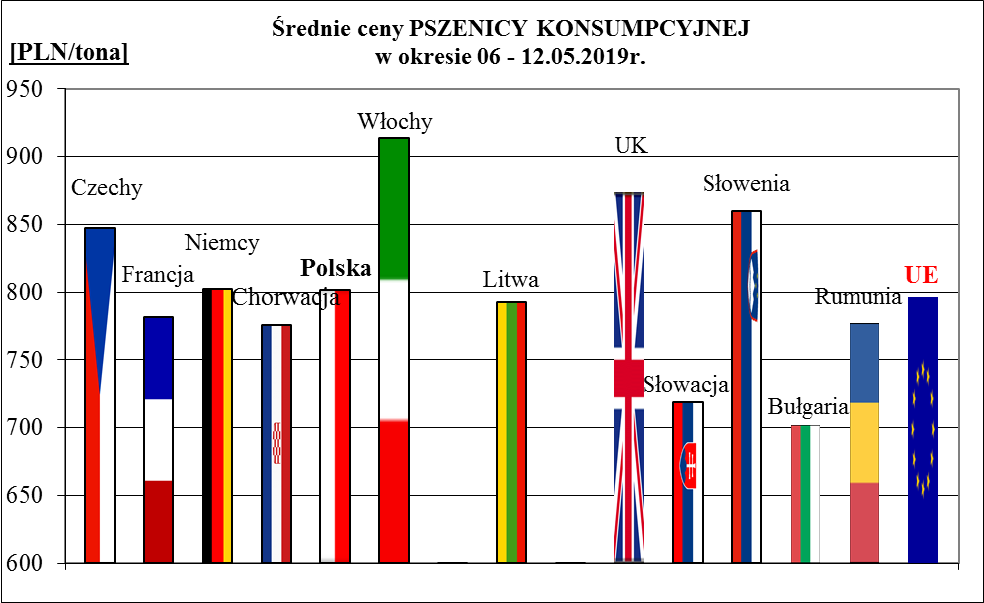 Średnie ceny PSZENICY KONSUMPCYJNEJ
w okresie 06 - 12.05.2019r.
[PLN/tona]
950
900
850
800
750
700
650
600
Czechy
Francja
Niemcy
Chorwacja
Polska
Włochy
Litwa
UK
Słowacja
Słowenia
Bułgaria
Rumunia
UE